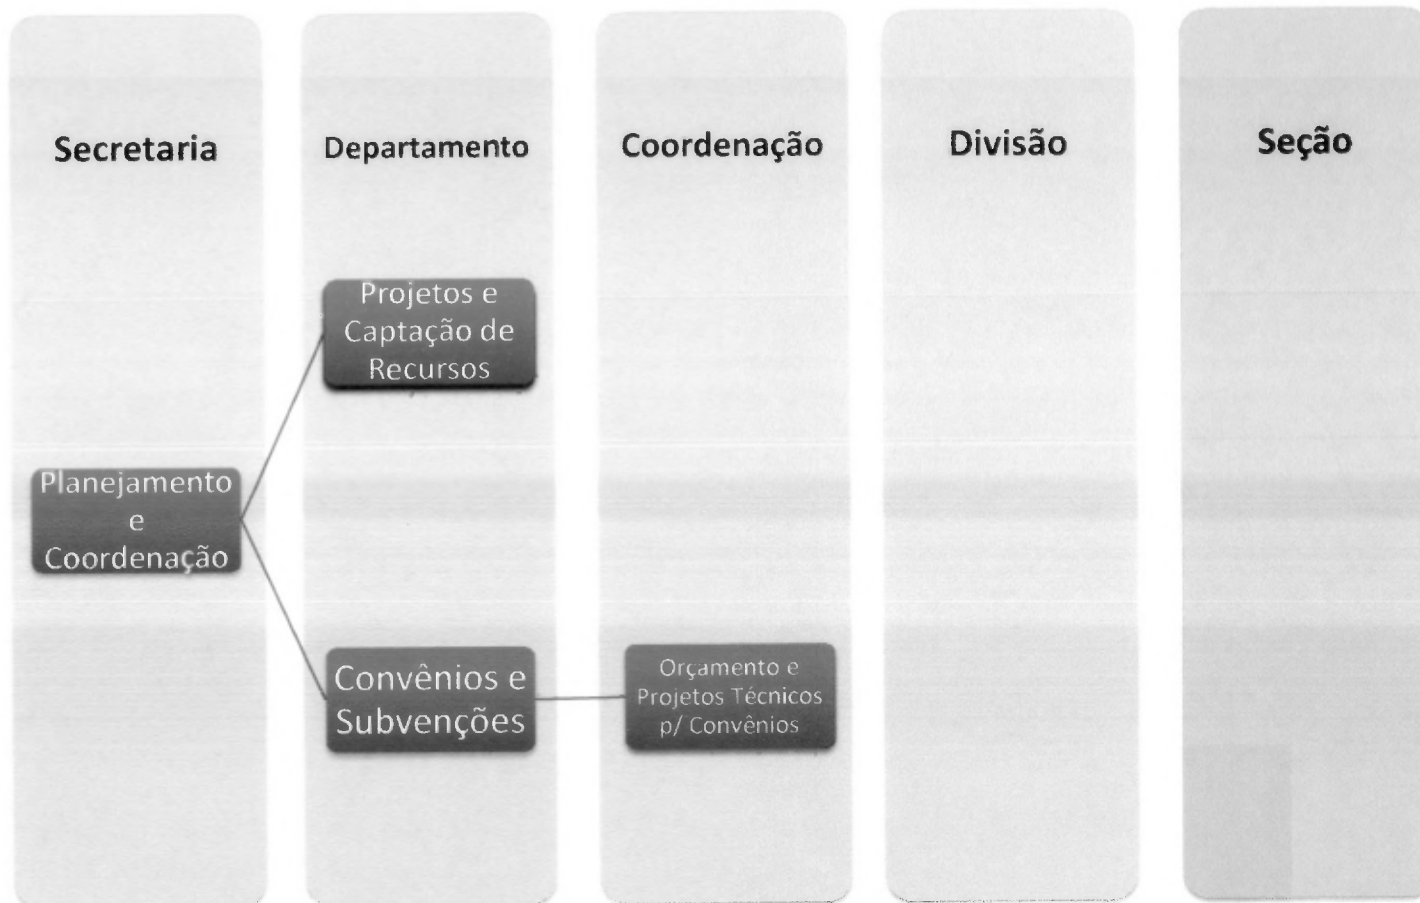 Secretaria
Departamento
Coordenação
Divisão
Seção
Projetos e
Captação de
Recursos
Planejamento
e
Coordenação
Convênios e
Subvenções
Orçamento e
Projetos Técnicos
p/ Convênios